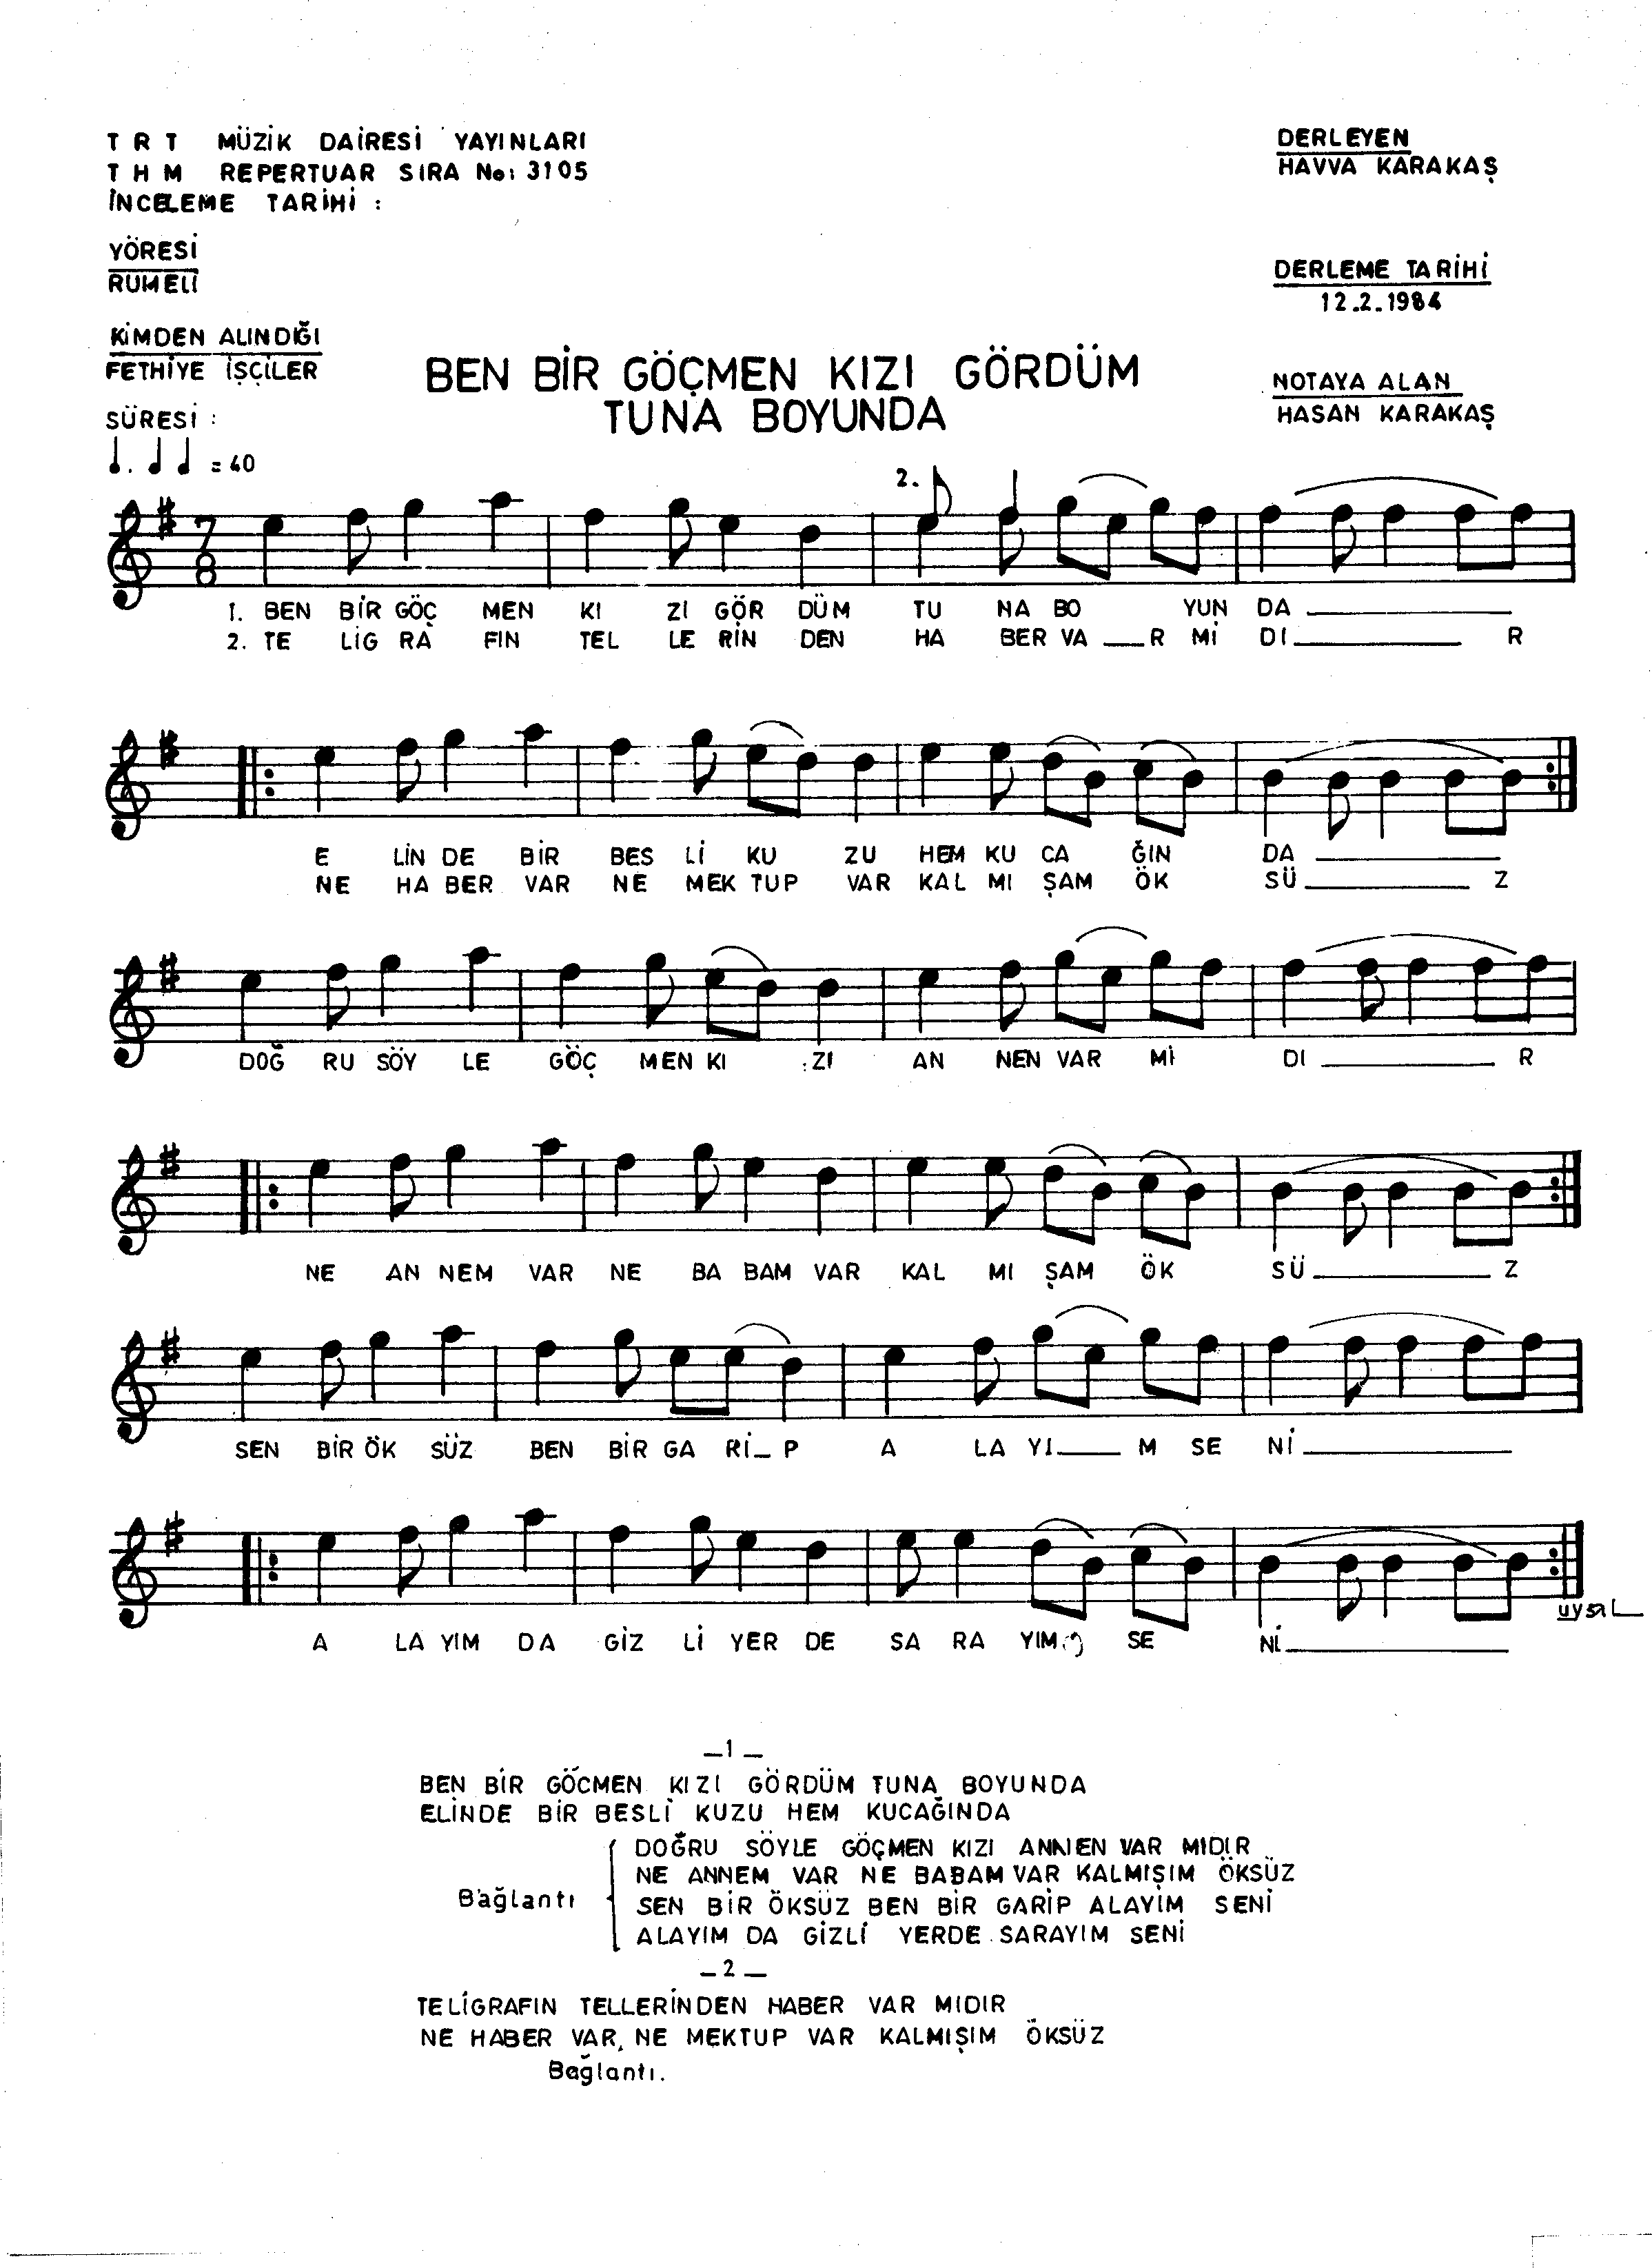 TRT MÜZİK DAİRESİ YAYINLARI
THM REPERTUAR SIRA No: 3105
İNCELEME TARİHİ :
YÖRESİ
RUMELİ
KİMDEN ALINDIĞI
FETHİYE İŞÇİLER
SÜRESİ :
= 40
DERLEYEN
HAVVA KARAKAŞ
DERLEME TARİHİ
12.2.1984
NOTAYA ALAN
HASAN KARAKAŞ
BEN BİR GÖÇMEN KIZI GÖRDÜM
TUNA BOYUNDA
2.
7
8
1. BEN BİR GÖÇ MEN KI ZI GÖR DÜM TU NA BO YUN DA
2. TE LİG RA FIN TEL LE RİN DEN HA BER VA R Mİ DI R
E LİN DE BİR BES Lİ KU ZU HEM KU CA ĞIN DA
NE HA BER VAR NE MEK TUP VAR KAL MI ŞAM ÖK SÜ Z
DOĞ RU SÖY LE GÖÇ MEN KI ZI AN NEN VAR Mİ DI R
NE AN NEM VAR NE BA BAM VAR KAL MI ŞAM ÖK SÜ Z
SEN BİR ÖK SÜZ BEN BİR GA Rİ P A LA YI M SE Nİ
A LA YIM DA GİZ Lİ YER DE SA RA YIM SE Nİ
uysal
_1_
BEN BİR GÖCMEN KIZI GÖRDÜM TUNA BOYUNDA
ELİNDE BİR BESLİ KUZU HEM KUCAĞINDA
DOĞRU SÖYLE GÖÇMEN KIZI ANNEN VAR MIDIR
NE ANNEM VAR NE BABAM VAR KALMIŞIM ÖKSÜZ
Bağlantı
SEN BİR ÖKSÜZ BEN BİR GARİP ALAYIM SENİ
ALAYIM DA GİZLİ YERDE SARAYIM SENİ
_2_
TELİGRAFIN TELLERİNDEN HABER VAR MIDIR
NE HABER VAR, NE MEKTUP VAR KALMIŞIM ÖKSÜZ
Bağlantı.